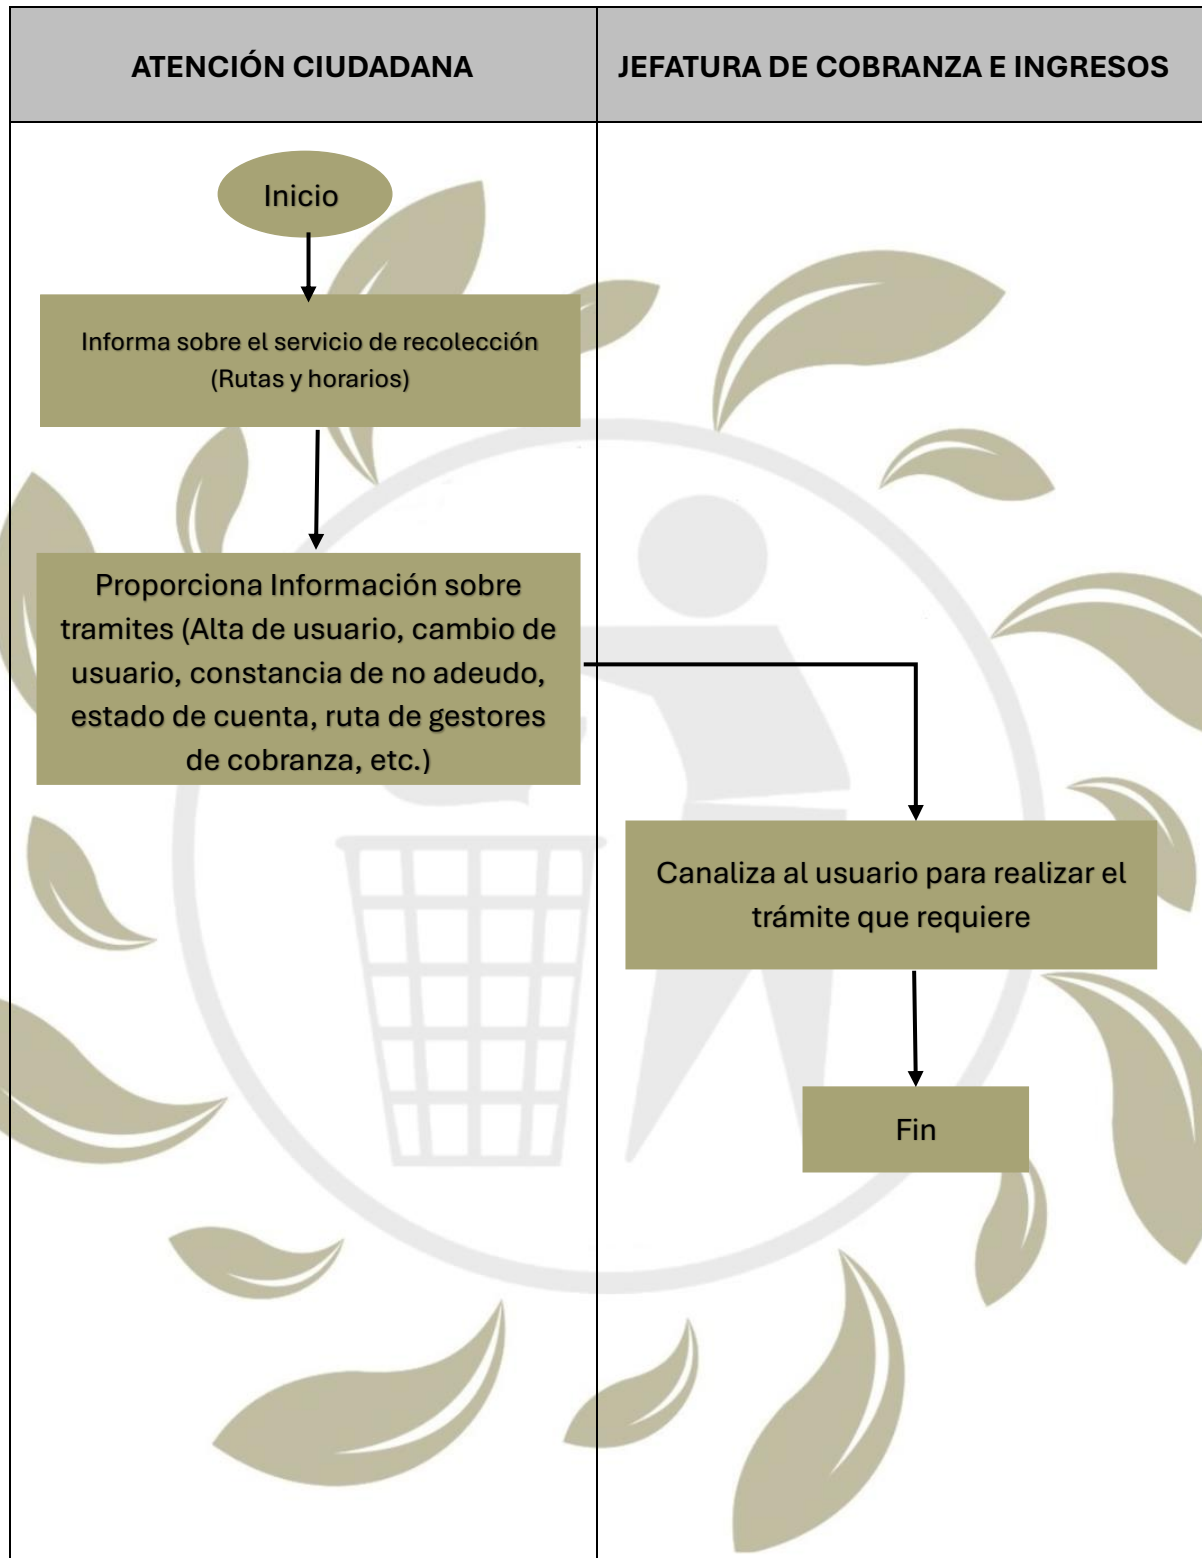 ATENCIÓN CIUDADANA
JEFATURA DE COBRANZA E INGRESOS
Inicio
Informa sobre el servicio de recolección
(Rutas y horarios)
Proporciona Información sobre
tramites (Alta de usuario, cambio de
usuario, constancia de no adeudo,
estado de cuenta, ruta de gestores
de cobranza, etc.)
Canaliza al usuario para realizar el
trámite que requiere
Fin